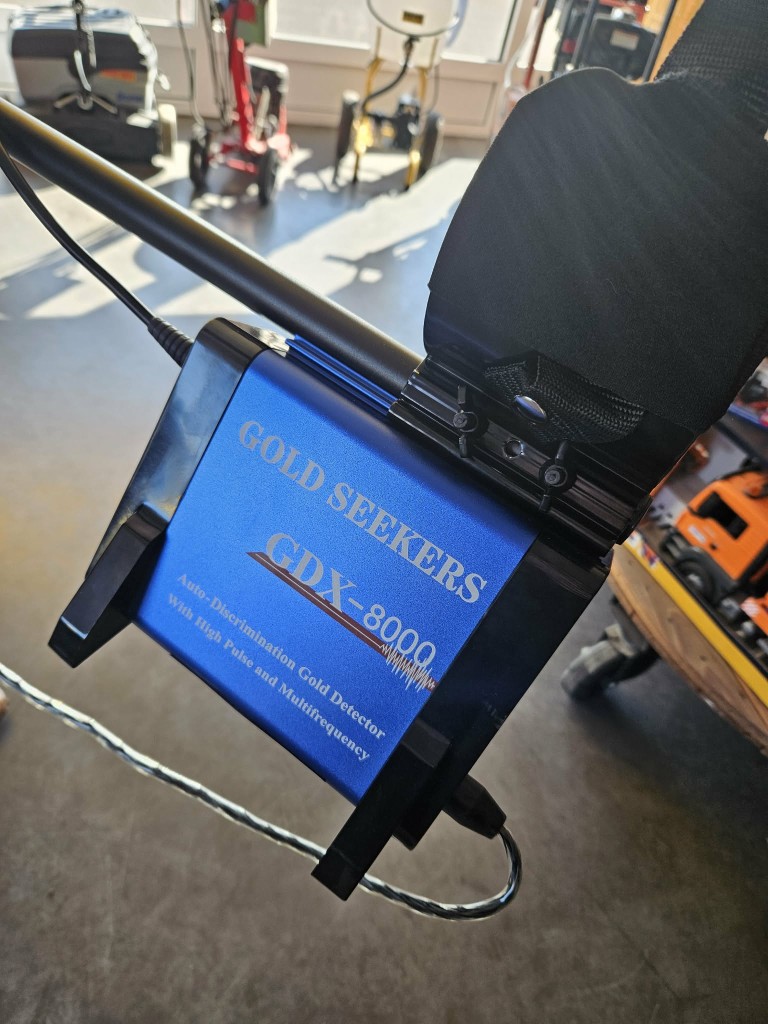 GOLD SEEKERS
GDX-8000
Auto-Discrimination Gold Detector
With High Pulse and Multifrequency